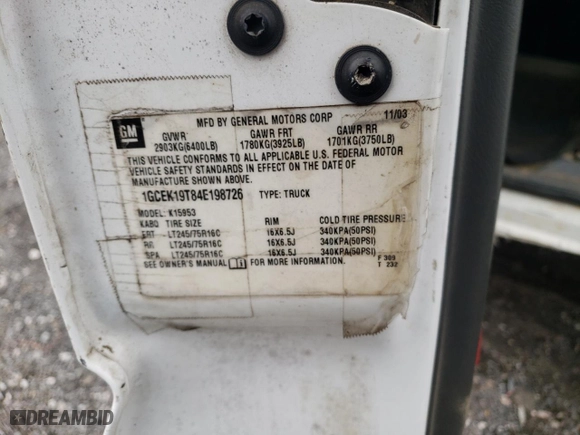 GM
MFD BY GENERAL MOTORS CORP 11/03
GVWR GAWR FRT GAWR RR
2903KG(6400LB) 1780KG(3925LB) 1701KG(3750LB)
THIS VEHICLE CONFORMS TO ALL APPLICABLE U.S. FEDERAL MOTOR
VEHICLE SAFETY STANDARDS IN EFFECT ON THE DATE OF
MANUFACTURE SHOWN ABOVE.
1GCEK19T84E198726 TYPE: TRUCK
MODEL: K15953
KABD TIRE SIZE RIM COLD TIRE PRESSURE
FRT LT245/75R16C 16X6.5J 340KPA(50PSI)
RR LT245/75R16C 16X6.5J 340KPA(50PSI)
SPA LT245/75R16C 16X6.5J 340KPA(50PSI)
SEE OWNER'S MANUAL FOR MORE INFORMATION. F 309
T 232
DREAMBID